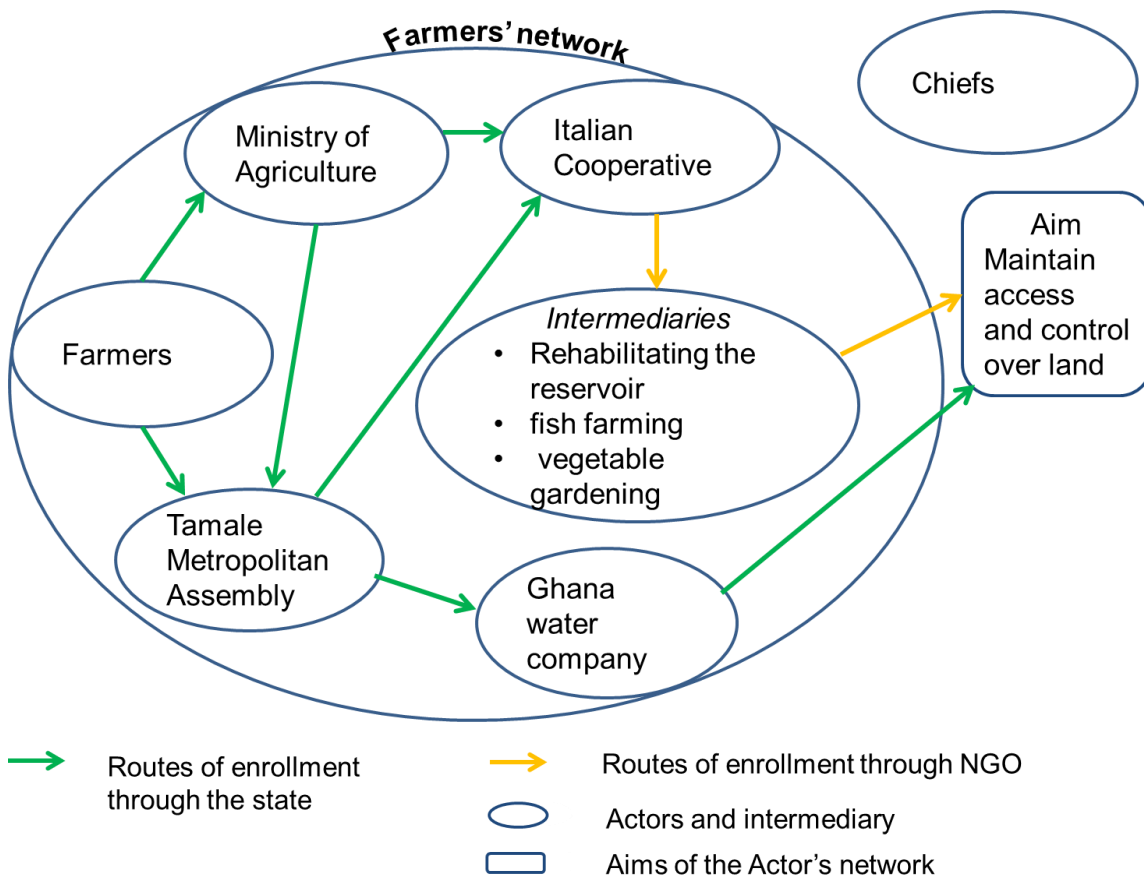 Farmers' network
Ministry of
Agriculture
Italian
Cooperative
Chiefs
Farmers
Intermediaries
• Rehabilitating the
reservoir
• fish farming
• vegetable
gardening
Aim
Maintain
access
and control
over land
Tamale
Metropolitan
Assembly
Ghana
water
company
Routes of enrollment
through the state
Routes of enrollment through NGO
Actors and intermediary
Aims of the Actor's network